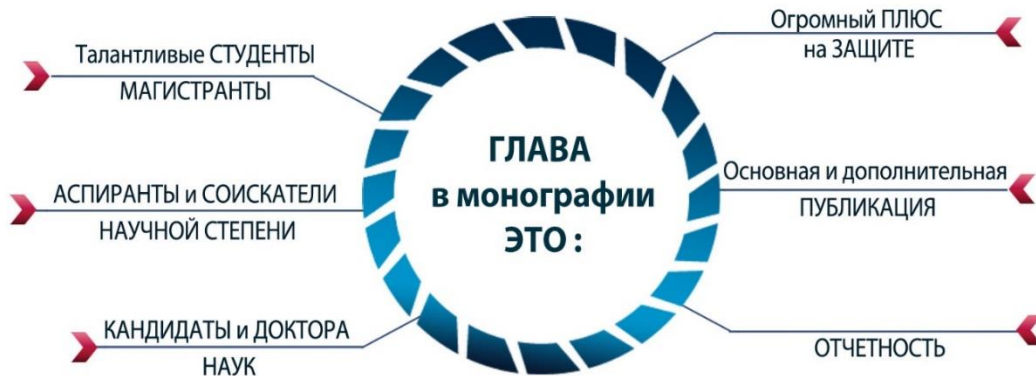 Талантливые СТУДЕНТЫ
МАГИСТРАНТЫ
АСПИРАНТЫ и СОИСКАТЕЛИ
НАУЧНОЙ СТЕПЕНИ
КАНДИДАТЫ и ДОКТОРА
НАУК
ГЛАВА
в монографии
ЭТО :
Огромный ПЛЮС
на ЗАЩИТЕ
Основная и дополнительная
ПУБЛИКАЦИЯ
ОТЧЕТНОСТЬ